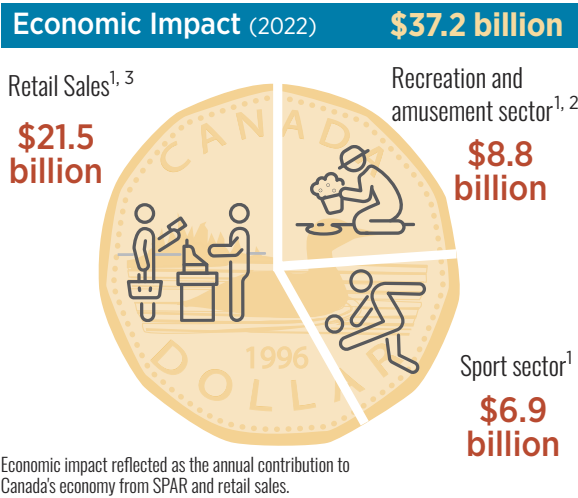 Economic Impact (2022) $37.2 billion
Retail Sales1, 3
$21.5
billion
Recreation and
amusement sector1, 2
$8.8
billion
CANADA
1996
DOLLAR
Sport sector1
$6.9
billion
Economic impact reflected as the annual contribution to
Canada's economy from SPAR and retail sales.